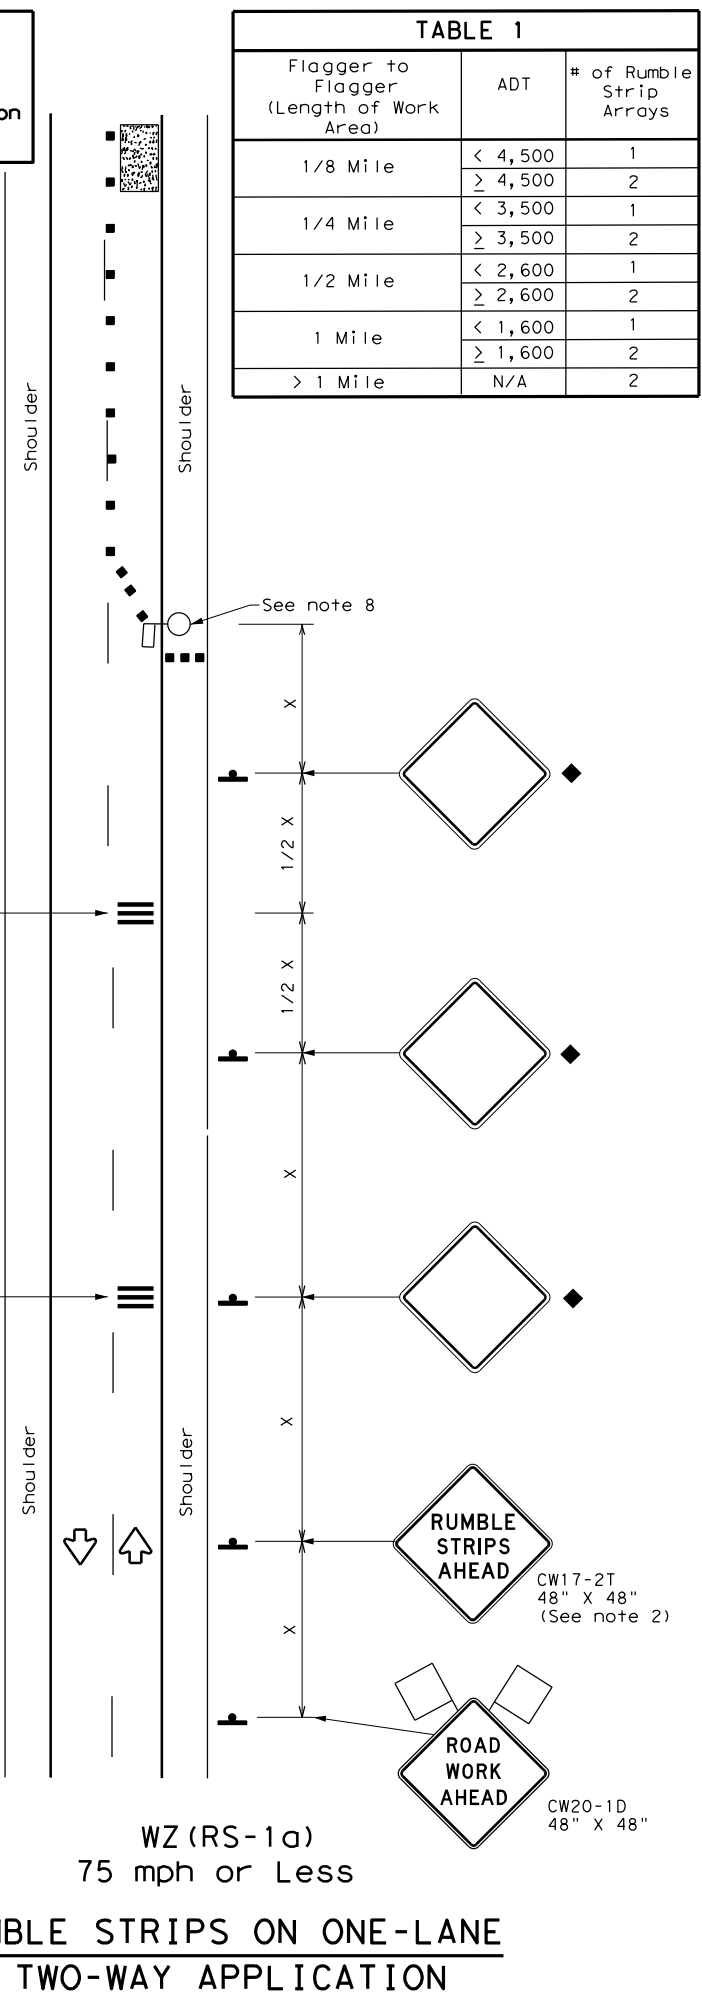 on
TABLE 1
Flagger to
Flagger
(Length of Work
Area)
ADT
# of Rumble
Strip
Arrays
1/8 Mile
< 4,500
1
≥ 4,500
2
1/4 Mile
< 3,500
1
≥ 3,500
2
1/2 Mile
< 2,600
1
≥ 2,600
2
1 Mile
< 1,600
1
≥ 1,600
2
> 1 Mile
N/A
2
Shoulder
Shoulder
See note 8
X
1/2 X
1/2 X
X
X
Shoulder
Shoulder
RUMBLE
STRIPS
AHEAD
CW17-2T
48" X 48"
(See note 2)
X
ROAD
WORK
AHEAD
CW20-1D
48" X 48"
WZ(RS-1a)
75 mph or Less
BLE STRIPS ON ONE-LANE
TWO-WAY APPLICATION